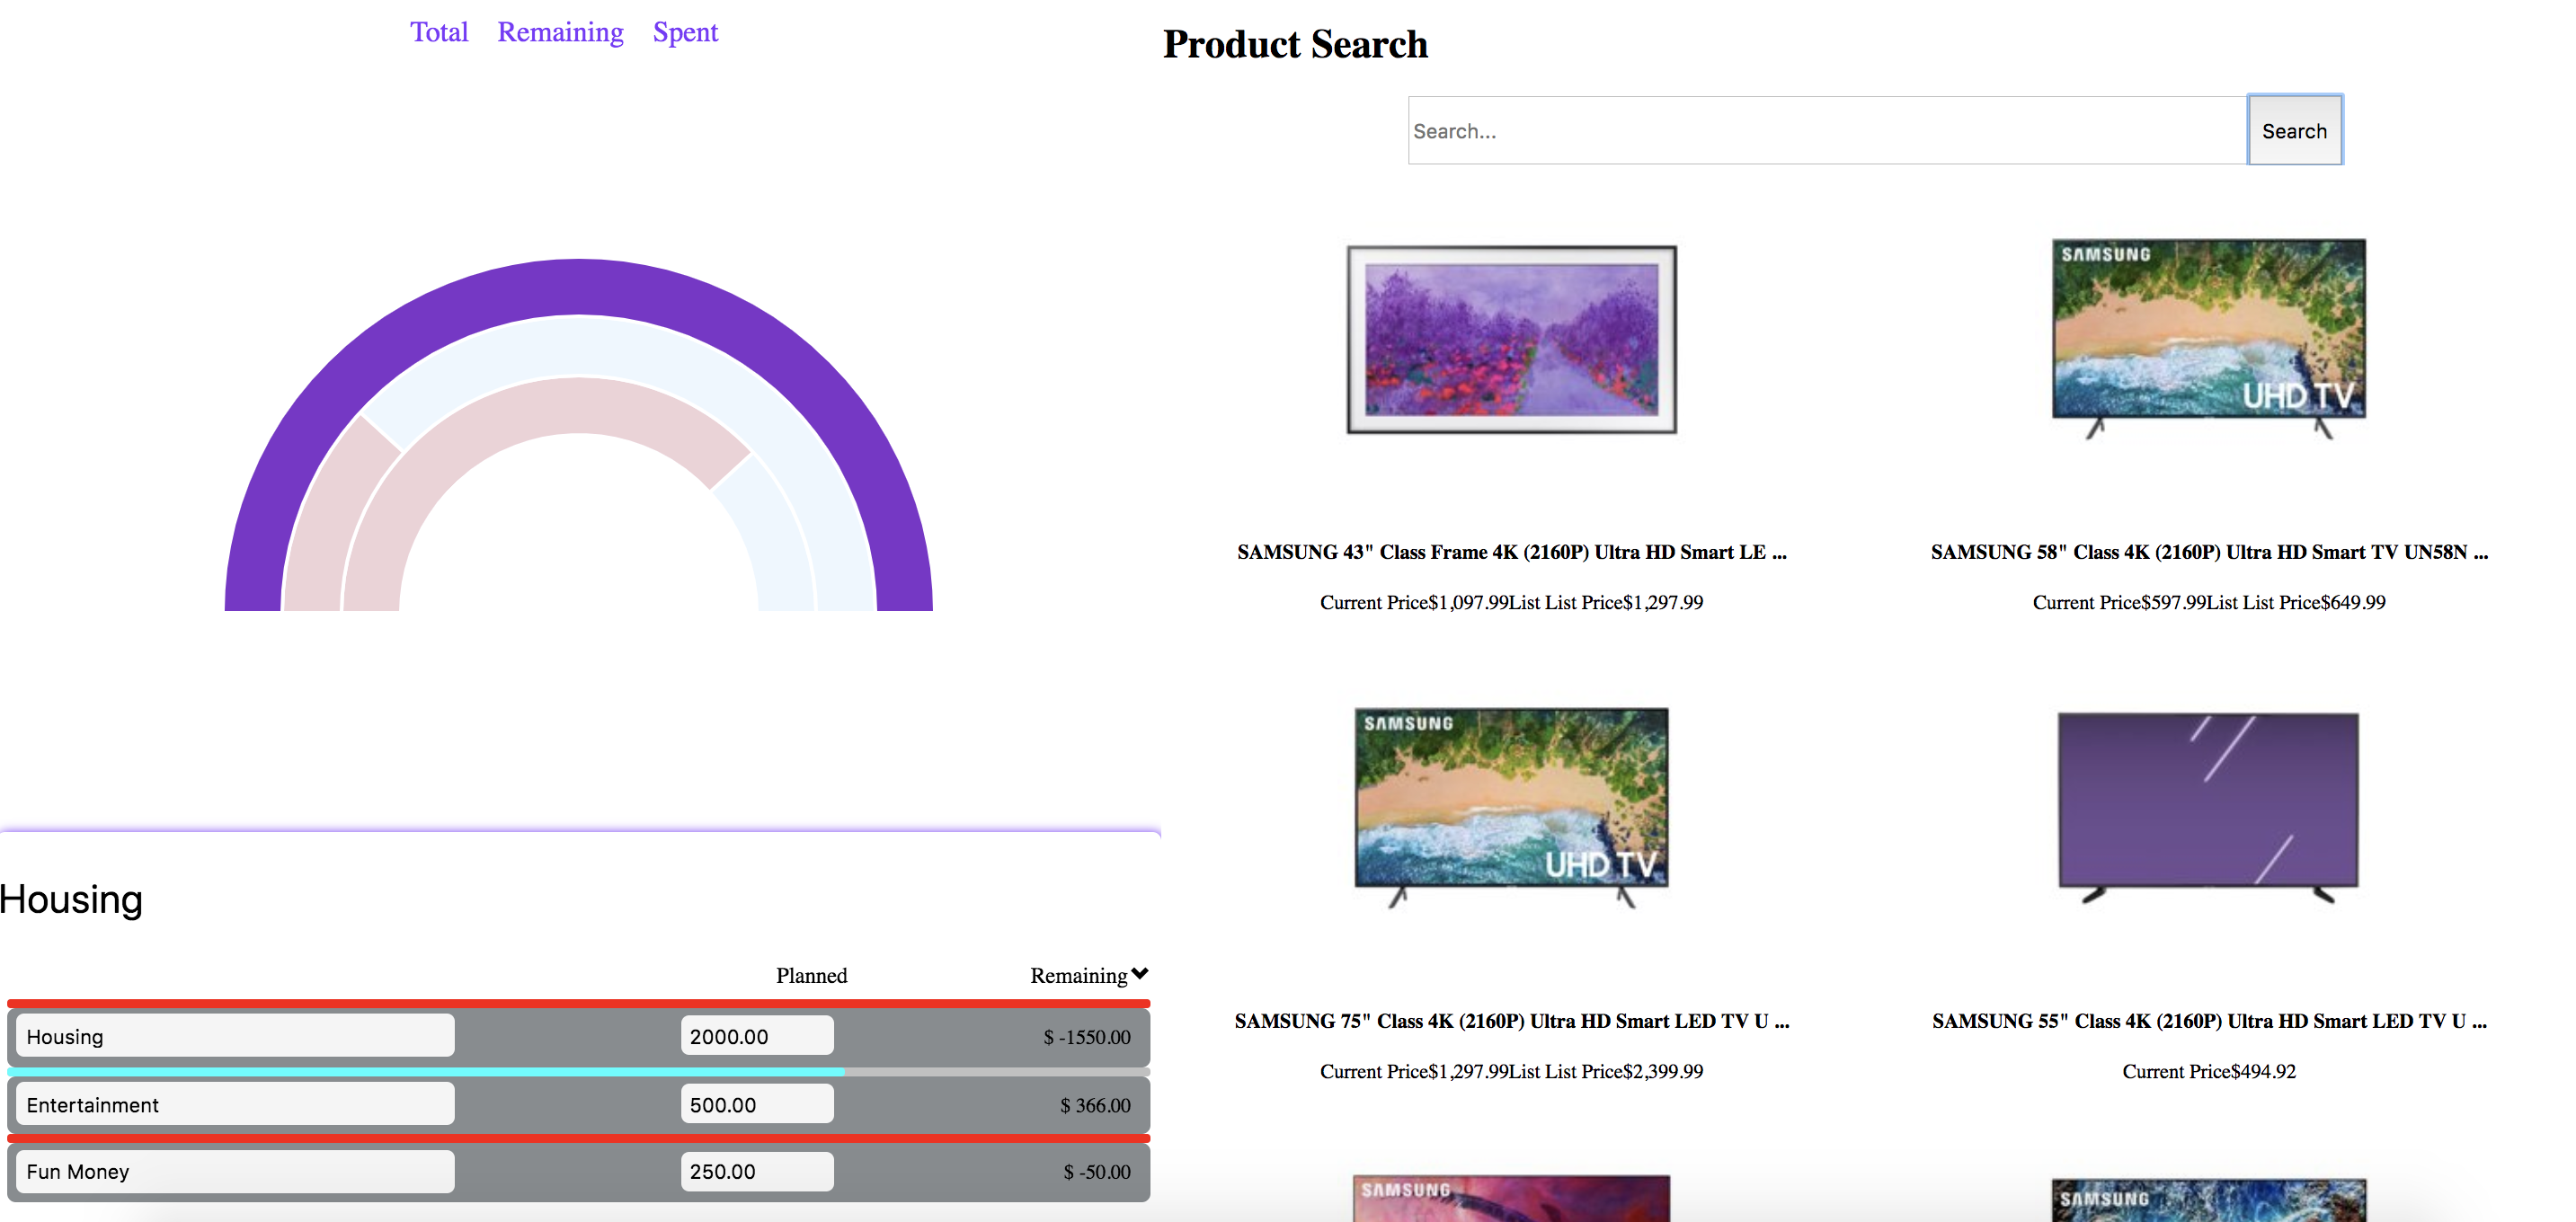 Total Remaining Spent
Housing
Planned Remaining
Housing 2000.00 $ -1550.00
Entertainment 500.00 $ 366.00
Fun Money 250.00 $ -50.00
Product Search
Search... Search
SAMSUNG
UHD TV
SAMSUNG 43" Class Frame 4K (2160P) Ultra HD Smart LE ...
Current Price$1,097.99List List Price$1,297.99
SAMSUNG 58" Class 4K (2160P) Ultra HD Smart TV UN58N ...
Current Price$597.99List List Price$649.99
SAMSUNG
UHD TV
SAMSUNG 75" Class 4K (2160P) Ultra HD Smart LED TV U ...
Current Price$1,297.99List List Price$2,399.99
SAMSUNG 55" Class 4K (2160P) Ultra HD Smart LED TV U ...
Current Price$494.92
SAMSUNG
SAMSUNG